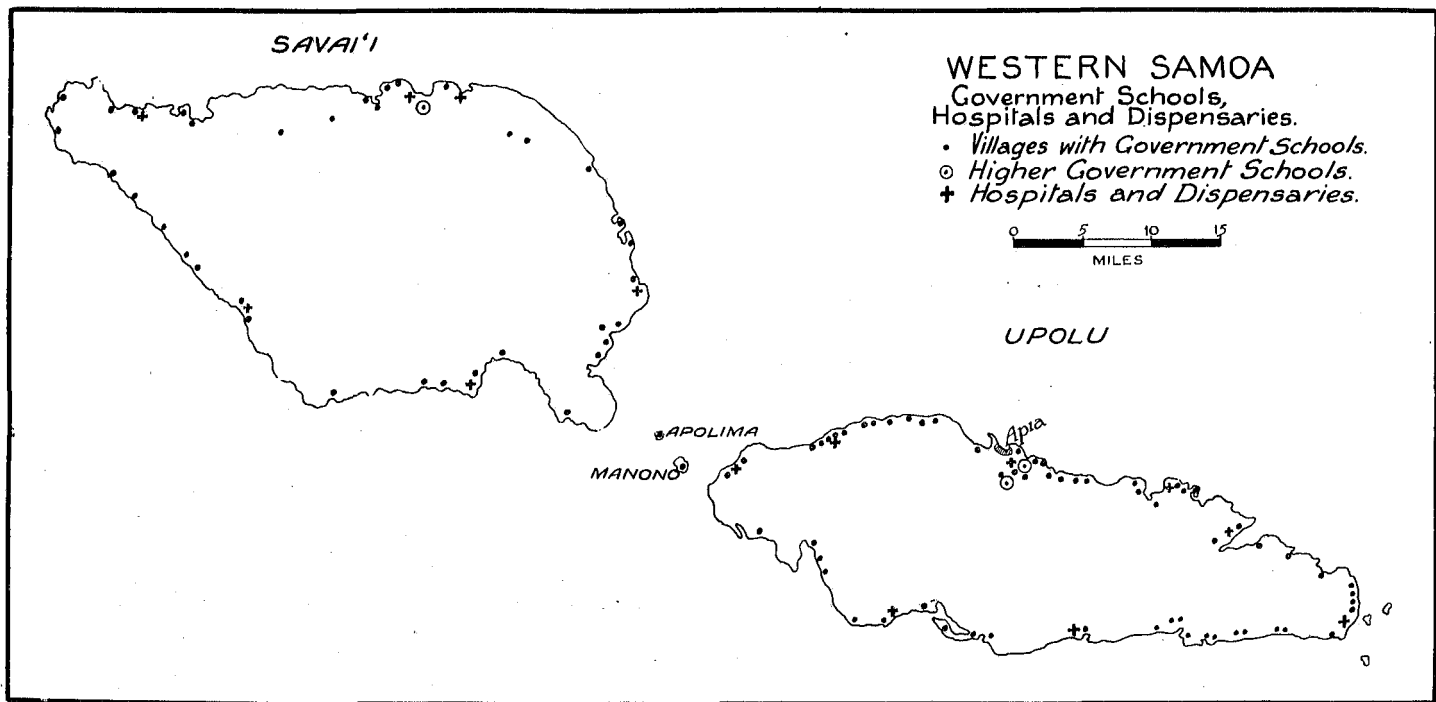 SAVAI'I
WESTERN SAMOA
Government Schools,
Hospitals and Dispensaries.
Villages with Government Schools.
Higher Government Schools.
Hospitals and Dispensaries.
0 5 10 15
MILES
UPOLU
APOLIMA
MANONO
Apia